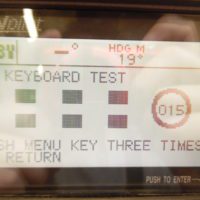 —° HDG M
19°
KEYBOARD TEST
015
SH MENU KEY THREE TIMES
RETURN
PUSH TO ENTER